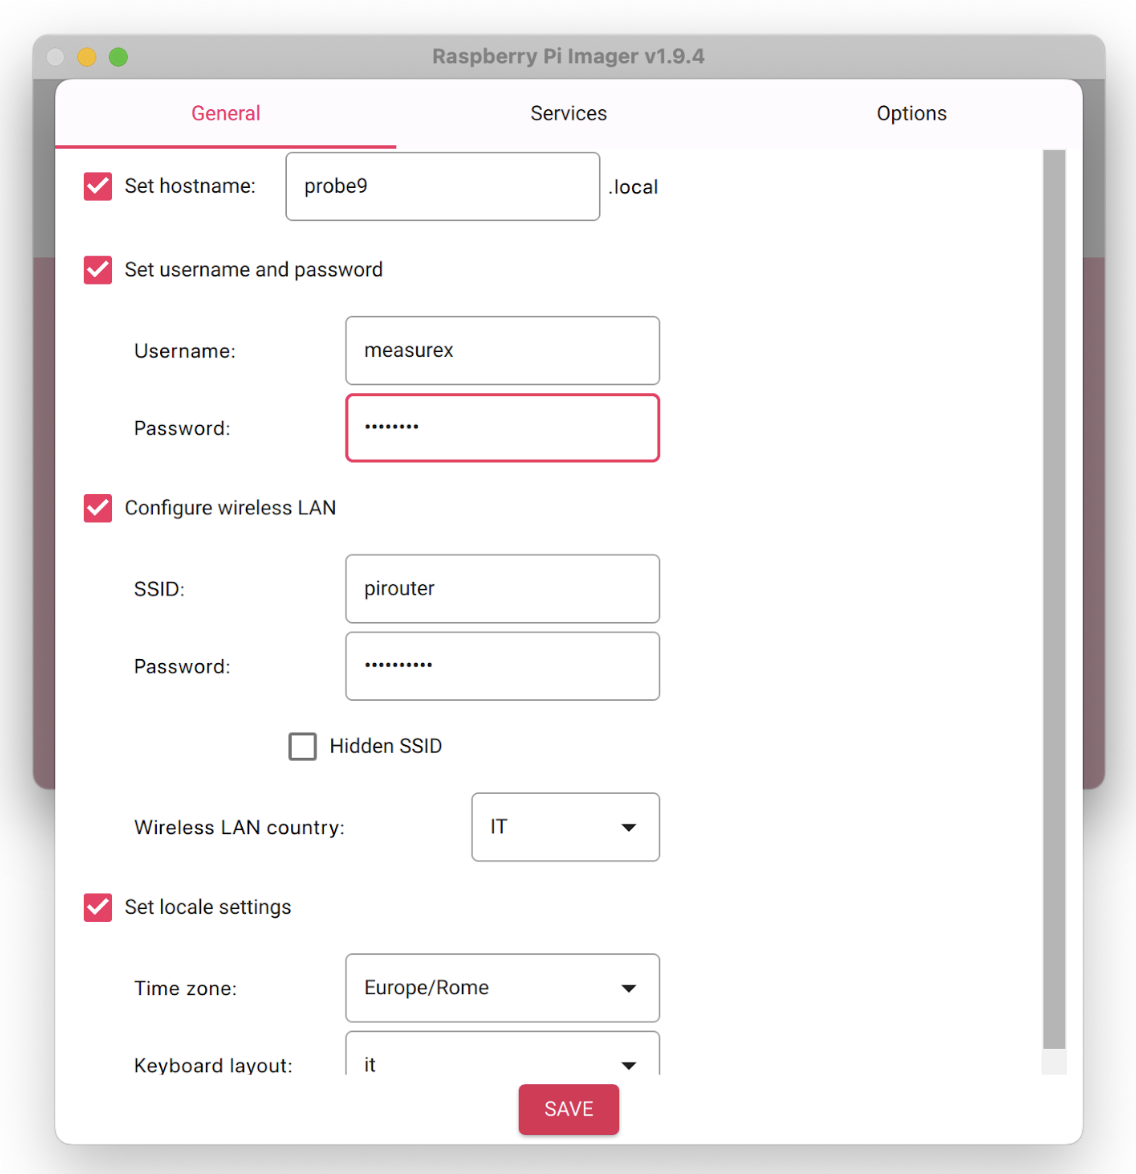 Raspberry Pi Imager v1.9.4
General Services Options
Set hostname: probe9 .local
Set username and password
Username: measurex
Password: ••••••••
Configure wireless LAN
SSID: pirouter
Password: ••••••••••
Hidden SSID
Wireless LAN country: IT
Set locale settings
Time zone: Europe/Rome
Keyboard layout: it
SAVE